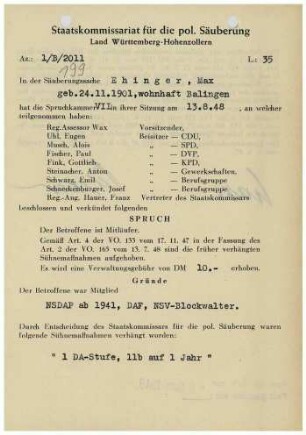 Staatskommissariat für die pol. Säuberung
Land Württemberg-Hohenzollern
Az.: 1/B/2011 L: 35
199
In der Säuberungssache Ehinger, Max
geb.24.11.1901,wohnhaft Balingen
hat die Spruchkammer VII in ihrer Sitzung am 13.8.48 , an welcher
teilgenommen haben:
Reg.Assessor Wax Vorsitzender,
Uhl, Eugen Beisitzer — CDU,
Musch, Alois „ — SPD,
Fischer, Paul „ — DVP,
Fink, Gottlieb „ — KPD,
Steinacher, Anton „ — Gewerkschaften,
Schwarz, Emil „ — Berufsgruppe
Schneckenburger, Josef „ — Berufsgruppe
Reg.-Ang. Hauer, Franz Vertreter des Staatskommissars
beschlossen und verkündet folgenden
SPRUCH
Der Betroffene ist Mitläufer.
Gemäß Art. 4 der VO. 133 vom 17. 11. 47 in der Fassung des
Art. 2 der VO. 165 vom 13. 7. 48 sind die früher verhängten
Sühnemaßnahmen aufgehoben.
Es wird eine Verwaltungsgebühr von DM 10.- erhoben.
Gründe
Der Betroffene war Mitglied
NSDAP ab 1941, DAF, NSV-Blockwalter.
Durch Entscheidung des Staatskommissars für die pol. Säuberung waren
folgende Sühnemaßnahmen verhängt worden:
" 1 DA-Stufe, 11b auf 1 Jahr "